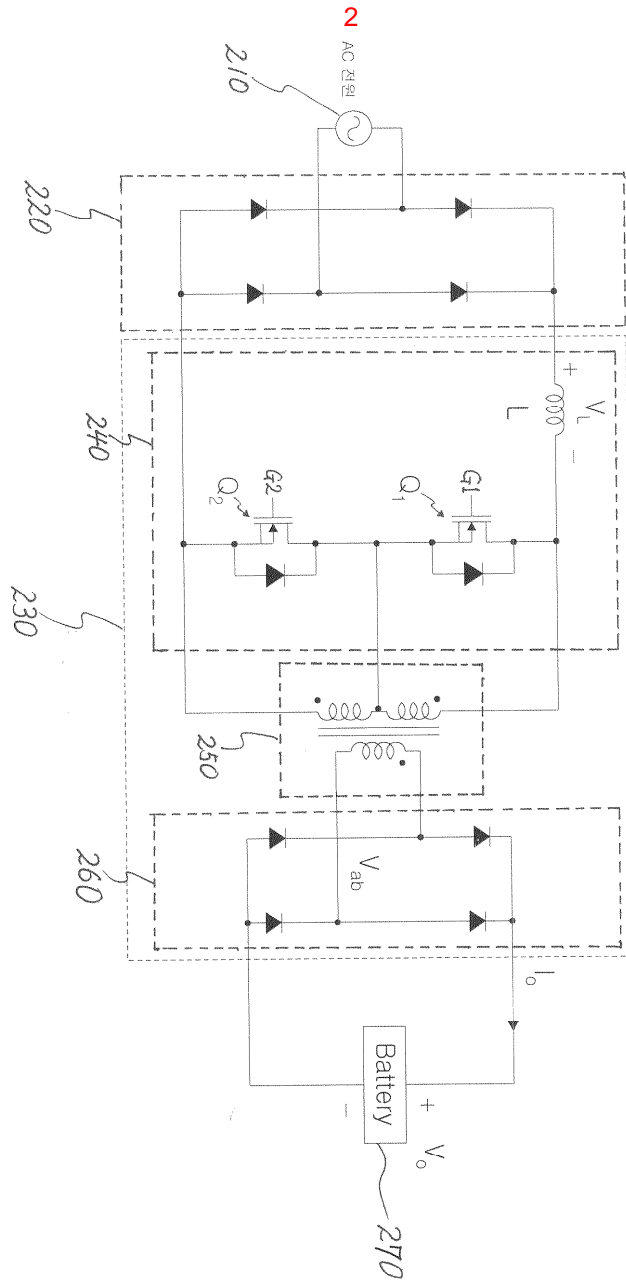 2
AC 전원
210
220
+
V_L
L
−
240
G1
Q₁
G2
Q₂
230
250
V_ab
260
I_o
Battery
+
−
V_o
270